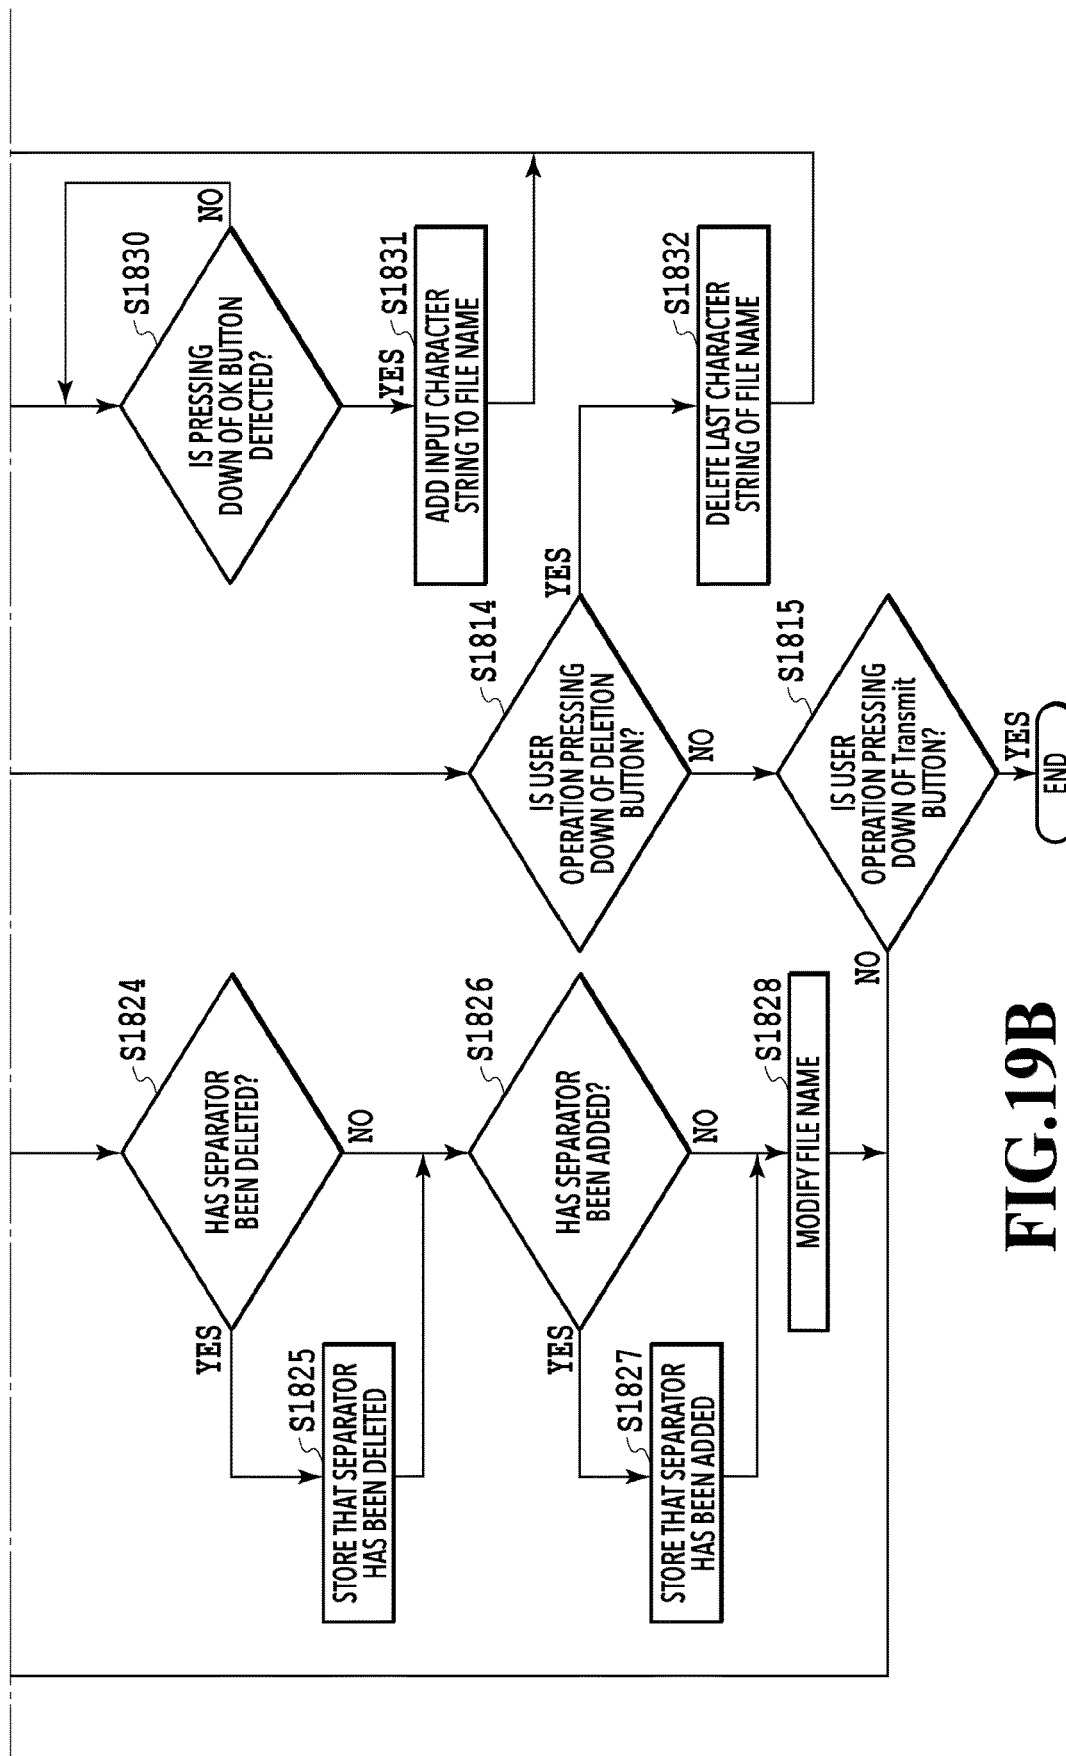 S1824
HAS SEPARATOR
BEEN DELETED?
YES
NO
S1825
STORE THAT SEPARATOR
HAS BEEN DELETED
S1826
HAS SEPARATOR
BEEN ADDED?
YES
NO
S1827
STORE THAT SEPARATOR
HAS BEEN ADDED
S1828
MODIFY FILE NAME
S1814
IS USER
OPERATION PRESSING
DOWN OF DELETION
BUTTON?
YES
NO
S1815
IS USER
OPERATION PRESSING
DOWN OF Transmit
BUTTON?
NO
YES
END
S1830
IS PRESSING
DOWN OF OK BUTTON
DETECTED?
NO
YES
S1831
ADD INPUT CHARACTER
STRING TO FILE NAME
S1832
DELETE LAST CHARACTER
STRING OF FILE NAME
FIG.19B